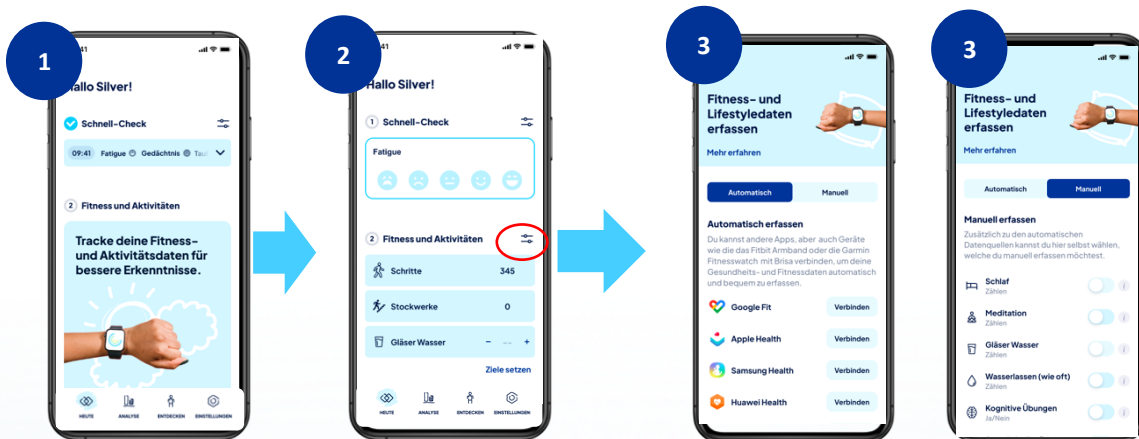 1
41
Hallo Silver!
Schnell-Check
09:41 Fatigue Gedächtnis
2 Fitness und Aktivitäten
Tracke deine Fitness-
und Aktivitätsdaten für
bessere Erkenntnisse.
HEUTE ANALYSE ENTDECKEN EINSTELLUNGEN
2
41
Hallo Silver!
1 Schnell-Check
Fatigue
2 Fitness und Aktivitäten
Schritte 345
Stockwerke 0
Gläser Wasser – -- +
Ziele setzen
HEUTE ANALYSE ENTDECKEN EINSTELLUNGEN
3
Fitness- und
Lifestyledaten
erfassen
Mehr erfahren
Automatisch Manuell
Automatisch erfassen
Du kannst andere Apps, aber auch Geräte
wie die das Fitbit Armband oder die Garmin
Fitnesswatch mit Brisa verbinden, um deine
Gesundheits- und Fitnessdaten automatisch
und bequem zu erfassen.
Google Fit Verbinden
Apple Health Verbinden
Samsung Health Verbinden
Huawei Health Verbinden
3
Fitness- und
Lifestyledaten
erfassen
Mehr erfahren
Automatisch Manuell
Manuell erfassen
Zusätzlich zu den automatischen
Datenquellen kannst du hier selbst wählen,
welche du manuell erfassen möchtest.
Schlaf
Zählen
i
Meditation
Zählen
i
Gläser Wasser
Zählen
i
Wasserlassen (wie oft)
Zählen
i
Kognitive Übungen
Ja/Nein
i